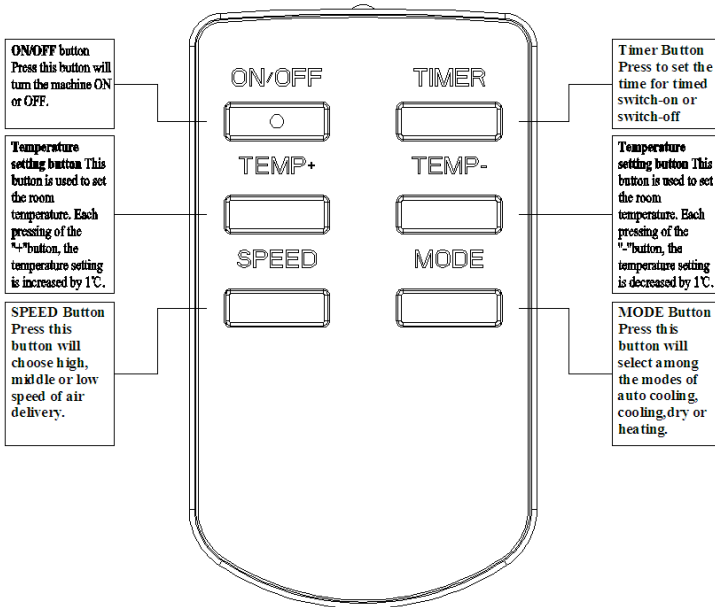 ON/OFF button
Press this button will
turn the machine ON
or OFF.
Temperature
setting button This
button is used to set
the room
temperature. Each
pressing of the
"+"button, the
temperature setting
is increased by 1℃.
SPEED Button
Press this
button will
choose high,
middle or low
speed of air
delivery.
ON/OFF
TIMER
TEMP+
TEMP-
SPEED
MODE
Timer Button
Press to set the
time for timed
switch-on or
switch-off
Temperature
setting button This
button is used to set
the room
temperature. Each
pressing of the
"-"button, the
temperature setting
is decreased by 1℃.
MODE Button
Press this
button will
select among
the modes of
auto cooling,
cooling,dry or
heating.